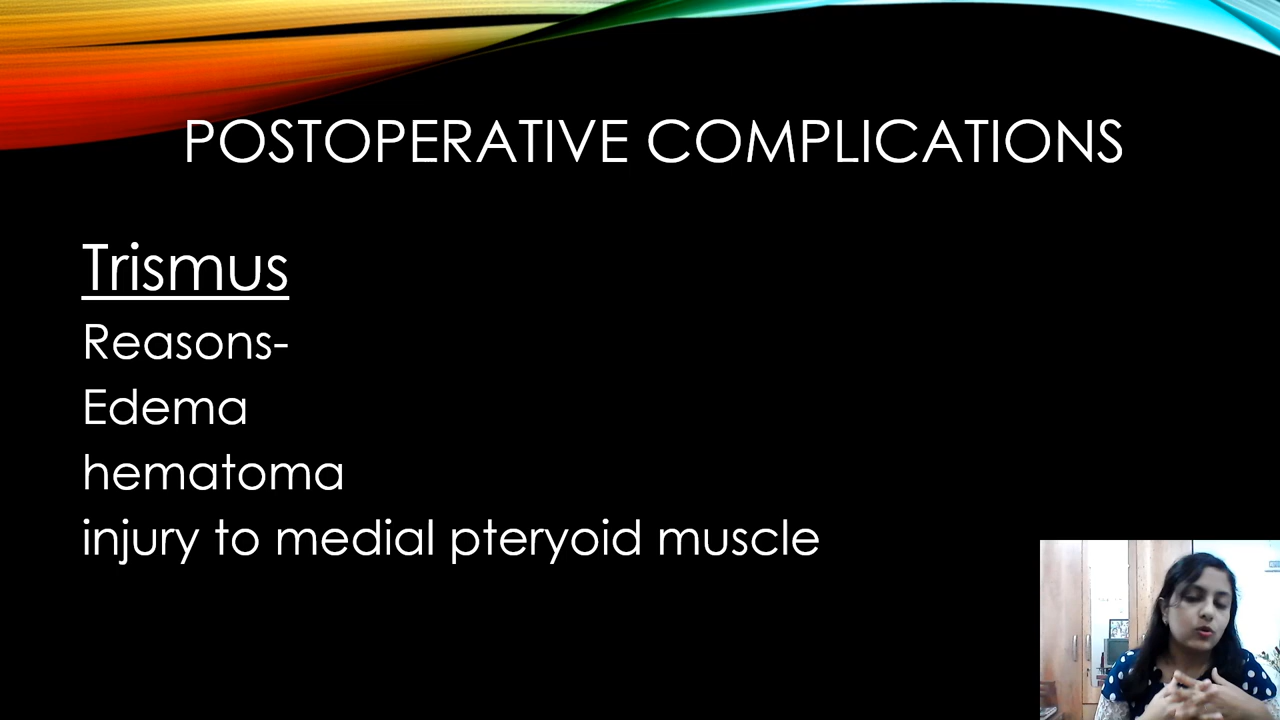 POSTOPERATIVE COMPLICATIONS
Trismus
Reasons-
Edema
hematoma
injury to medial pteryoid muscle